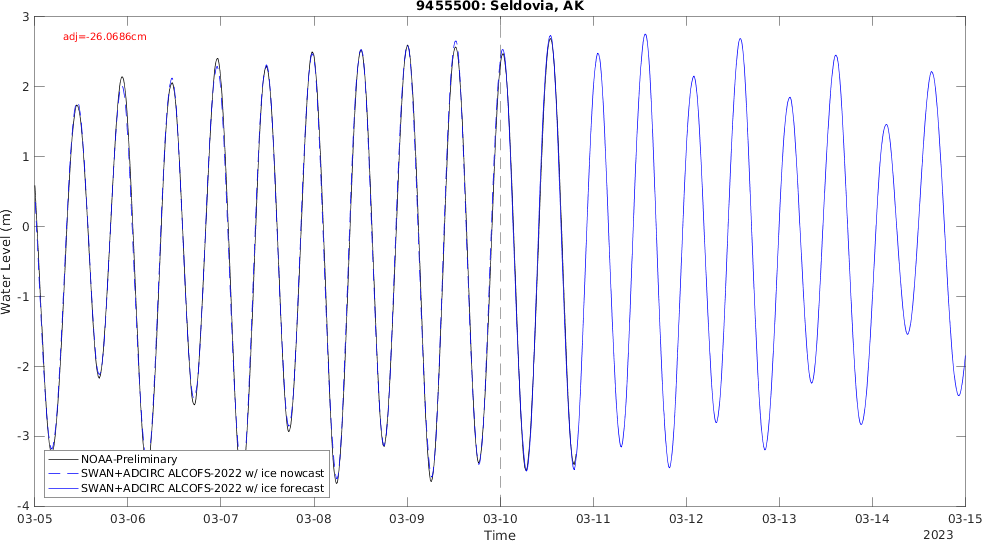 9455500: Seldovia, AK
adj=-26.0686cm
3
2
1
0
-1
-2
-3
-4
Water Level (m)
NOAA-Preliminary
SWAN+ADCIRC ALCOFS-2022 w/ ice nowcast
SWAN+ADCIRC ALCOFS-2022 w/ ice forecast
03-05 03-06 03-07 03-08 03-09 03-10 03-11 03-12 03-13 03-14 03-15
Time
2023